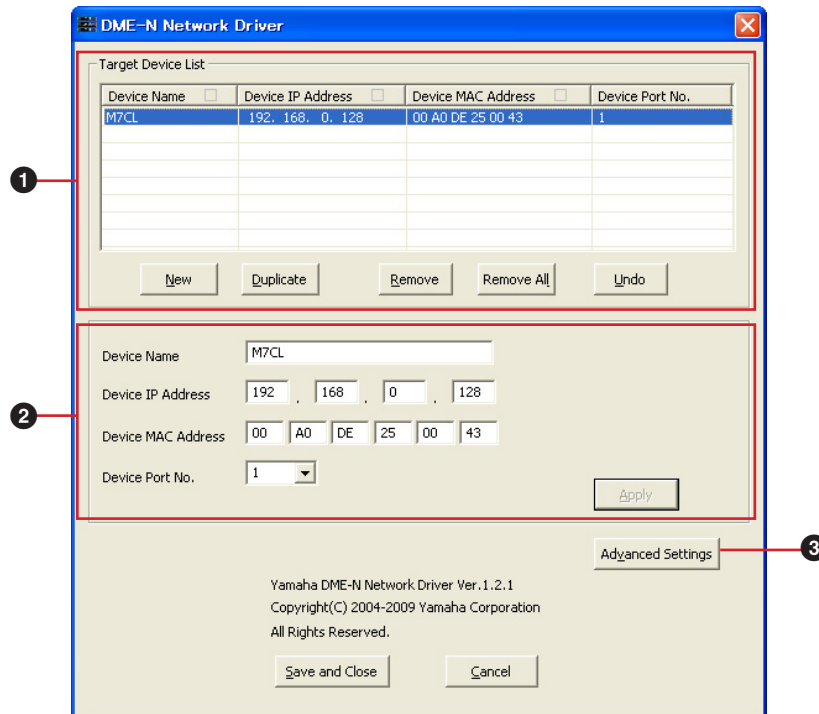 DME-N Network Driver
Target Device List
Device Name Device IP Address Device MAC Address Device Port No.
M7CL 192. 168. 0. 128 00 A0 DE 25 00 43 1
1
New Duplicate Remove Remove All Undo
Device Name M7CL
Device IP Address 192 . 168 . 0 . 128
2
Device MAC Address 00 A0 DE 25 00 43
Device Port No. 1
Apply
Advanced Settings
3
Yamaha DME-N Network Driver Ver.1.2.1
Copyright(C) 2004-2009 Yamaha Corporation
All Rights Reserved.
Save and Close Cancel